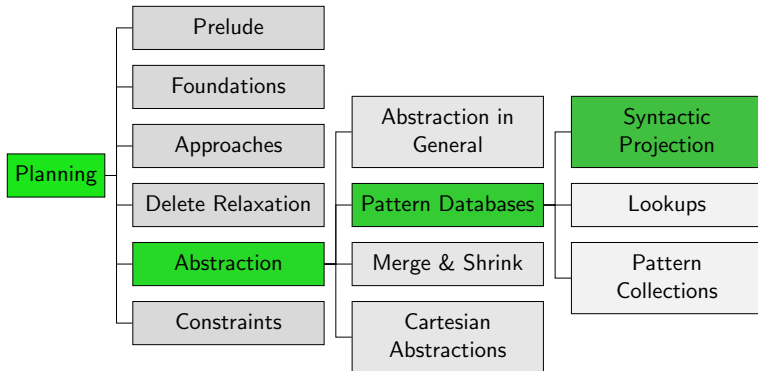 Planning
Prelude
Foundations
Approaches
Delete Relaxation
Abstraction
Constraints
Abstraction in
General
Pattern Databases
Merge & Shrink
Cartesian
Abstractions
Syntactic
Projection
Lookups
Pattern
Collections